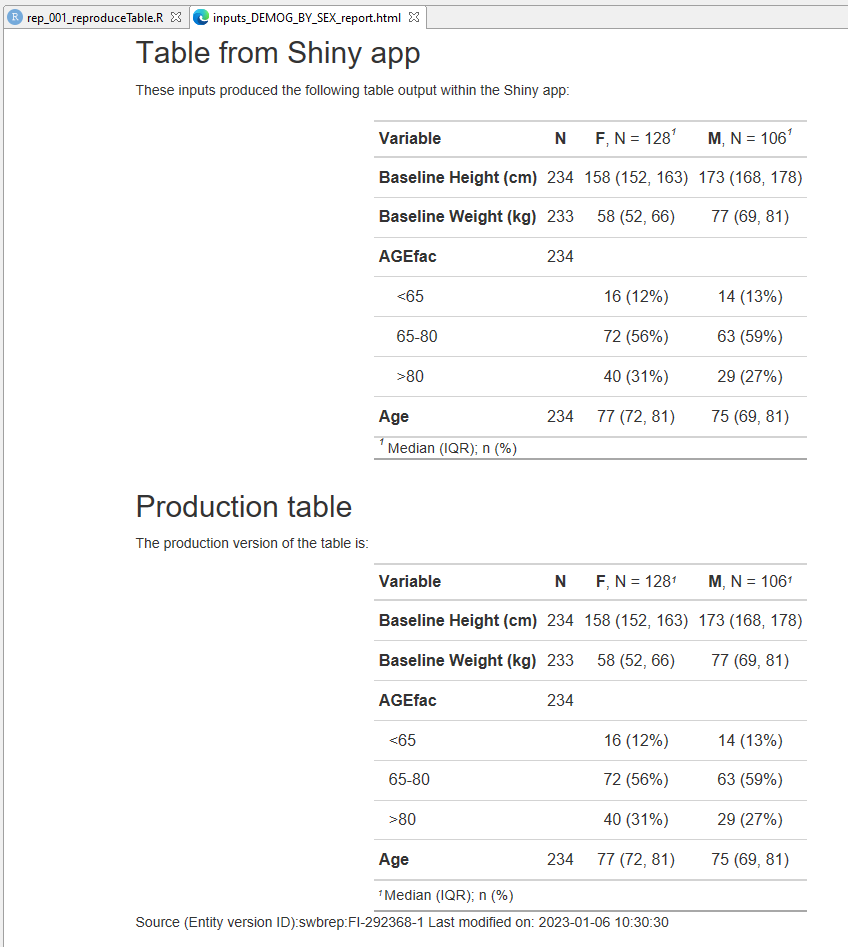 rep_001_reproduceTable.R inputs_DEMOG_BY_SEX_report.html
Table from Shiny app
These inputs produced the following table output within the Shiny app:
Variable N F, N = 128¹ M, N = 106¹
Baseline Height (cm) 234 158 (152, 163) 173 (168, 178)
Baseline Weight (kg) 233 58 (52, 66) 77 (69, 81)
AGEfac 234
<65 16 (12%) 14 (13%)
65-80 72 (56%) 63 (59%)
>80 40 (31%) 29 (27%)
Age 234 77 (72, 81) 75 (69, 81)
¹ Median (IQR); n (%)
Production table
The production version of the table is:
Variable N F, N = 128¹ M, N = 106¹
Baseline Height (cm) 234 158 (152, 163) 173 (168, 178)
Baseline Weight (kg) 233 58 (52, 66) 77 (69, 81)
AGEfac 234
<65 16 (12%) 14 (13%)
65-80 72 (56%) 63 (59%)
>80 40 (31%) 29 (27%)
Age 234 77 (72, 81) 75 (69, 81)
¹ Median (IQR); n (%)
Source (Entity version ID):swbrep:FI-292368-1 Last modified on: 2023-01-06 10:30:30